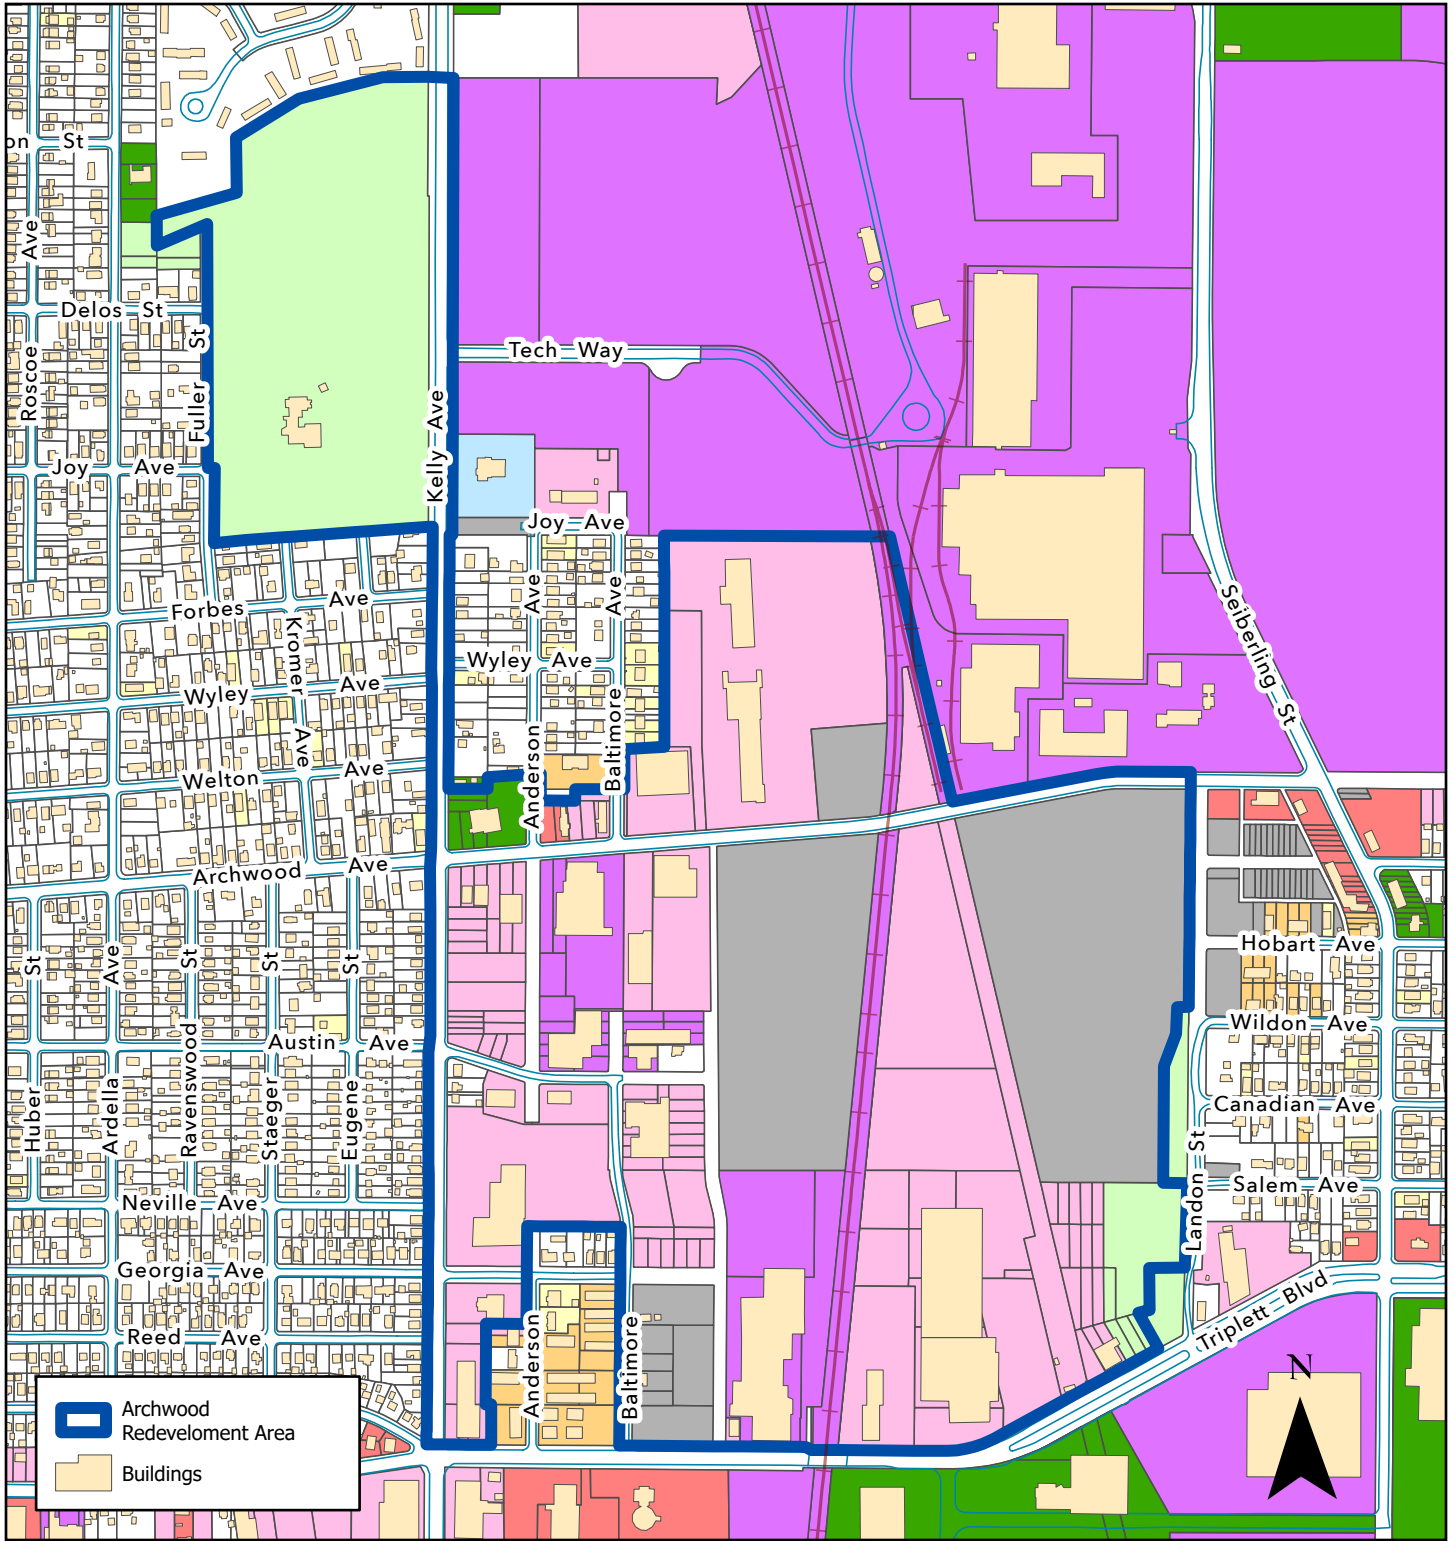 on St
Ave
Delos St
Roscoe
Fuller St
Tech Way
Kelly Ave
Joy Ave
Joy Ave
Ave
Ave
Forbes Ave
Kromer Ave
Seiberling St
Wyley Ave
Wyley Ave
Baltimore
Anderson
Welton Ave
Archwood Ave
Hobart Ave
St
Ave
St
St
St
Wildon Ave
Austin Ave
Huber
Ardella
Ravenswood
Staeger
Eugene
Canadian Ave
Landon St
Salem Ave
Neville Ave
Georgia Ave
Triplett Blvd
Reed Ave
Anderson
Baltimore
N
Archwood
Redeveloment Area
Buildings